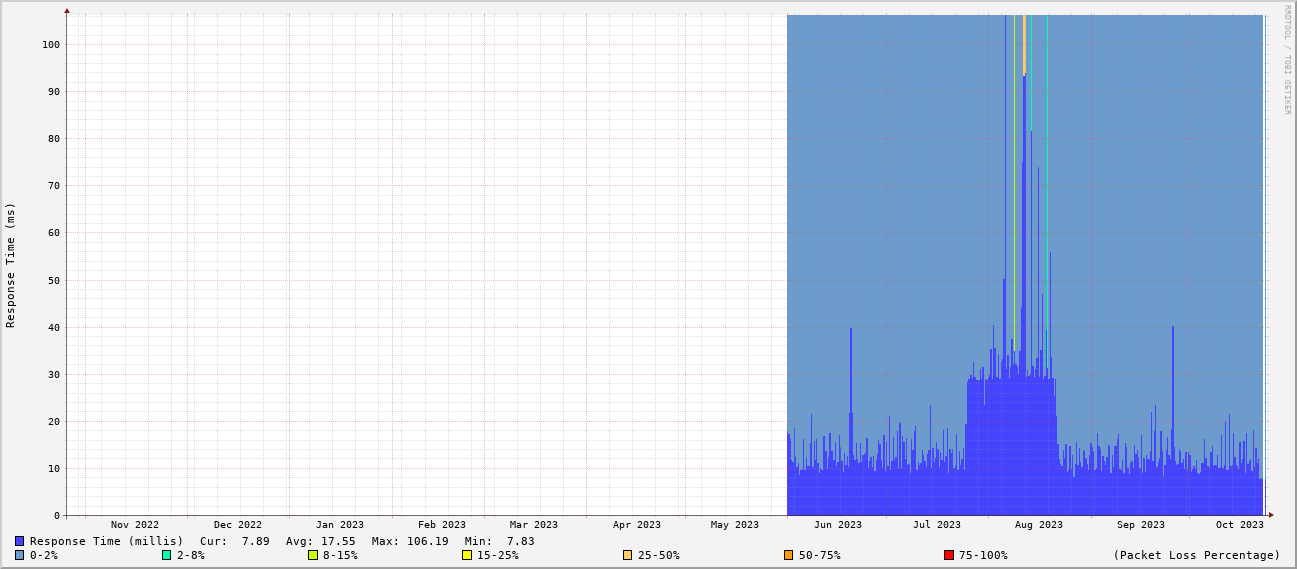 RRDTOOL / TOBI OETIKER
Response Time (ms)
100
90
80
70
60
50
40
30
20
10
0
Nov 2022 Dec 2022 Jan 2023 Feb 2023 Mar 2023 Apr 2023 May 2023 Jun 2023 Jul 2023 Aug 2023 Sep 2023 Oct 2023
Response Time (millis) Cur: 7.89 Avg: 17.55 Max: 106.19 Min: 7.83
0-2% 2-8% 8-15% 15-25% 25-50% 50-75% 75-100% (Packet Loss Percentage)